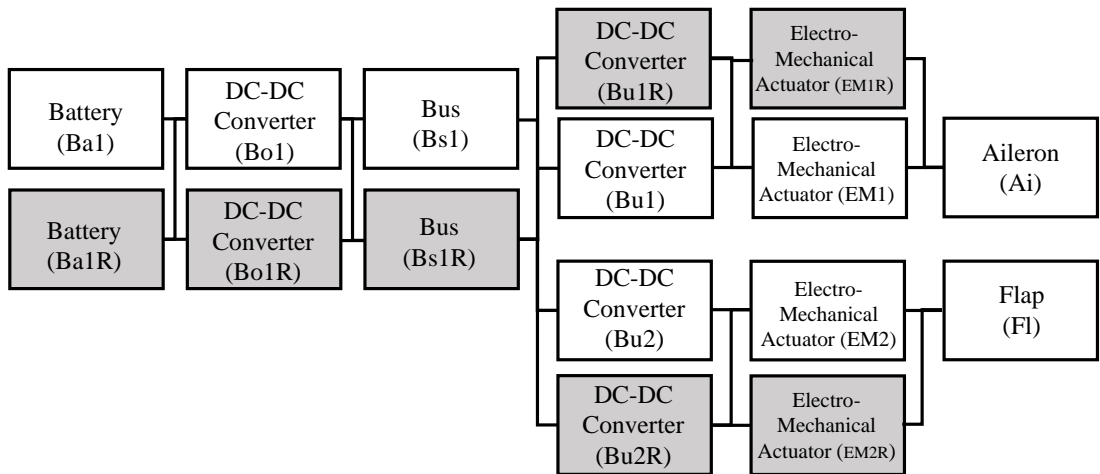 Battery
(Ba1)
DC-DC
Converter
(Bo1)
Bus
(Bs1)
Battery
(Ba1R)
DC-DC
Converter
(Bo1R)
Bus
(Bs1R)
DC-DC
Converter
(Bu1R)
Electro-
Mechanical
Actuator (EM1R)
DC-DC
Converter
(Bu1)
Electro-
Mechanical
Actuator (EM1)
Aileron
(Ai)
DC-DC
Converter
(Bu2)
Electro-
Mechanical
Actuator (EM2)
Flap
(Fl)
DC-DC
Converter
(Bu2R)
Electro-
Mechanical
Actuator (EM2R)